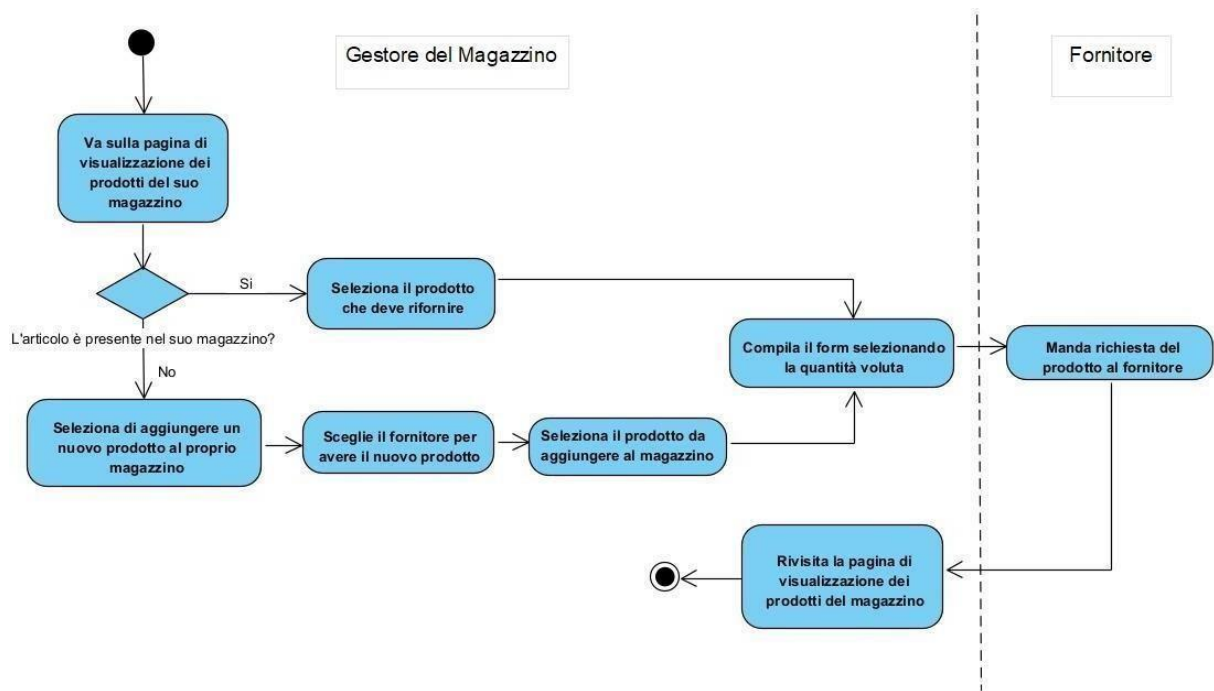 Gestore del Magazzino
Fornitore
Va sulla pagina di
visualizzazione dei
prodotti del suo
magazzino
Si
Seleziona il prodotto
che deve rifornire
L'articolo è presente nel suo magazzino?
No
Compila il form selezionando
la quantità voluta
Manda richiesta del
prodotto al fornitore
Seleziona di aggiungere un
nuovo prodotto al proprio
magazzino
Sceglie il fornitore per
avere il nuovo prodotto
Seleziona il prodotto da
aggiungere al magazzino
Rivisita la pagina di
visualizzazione dei
prodotti del magazzino